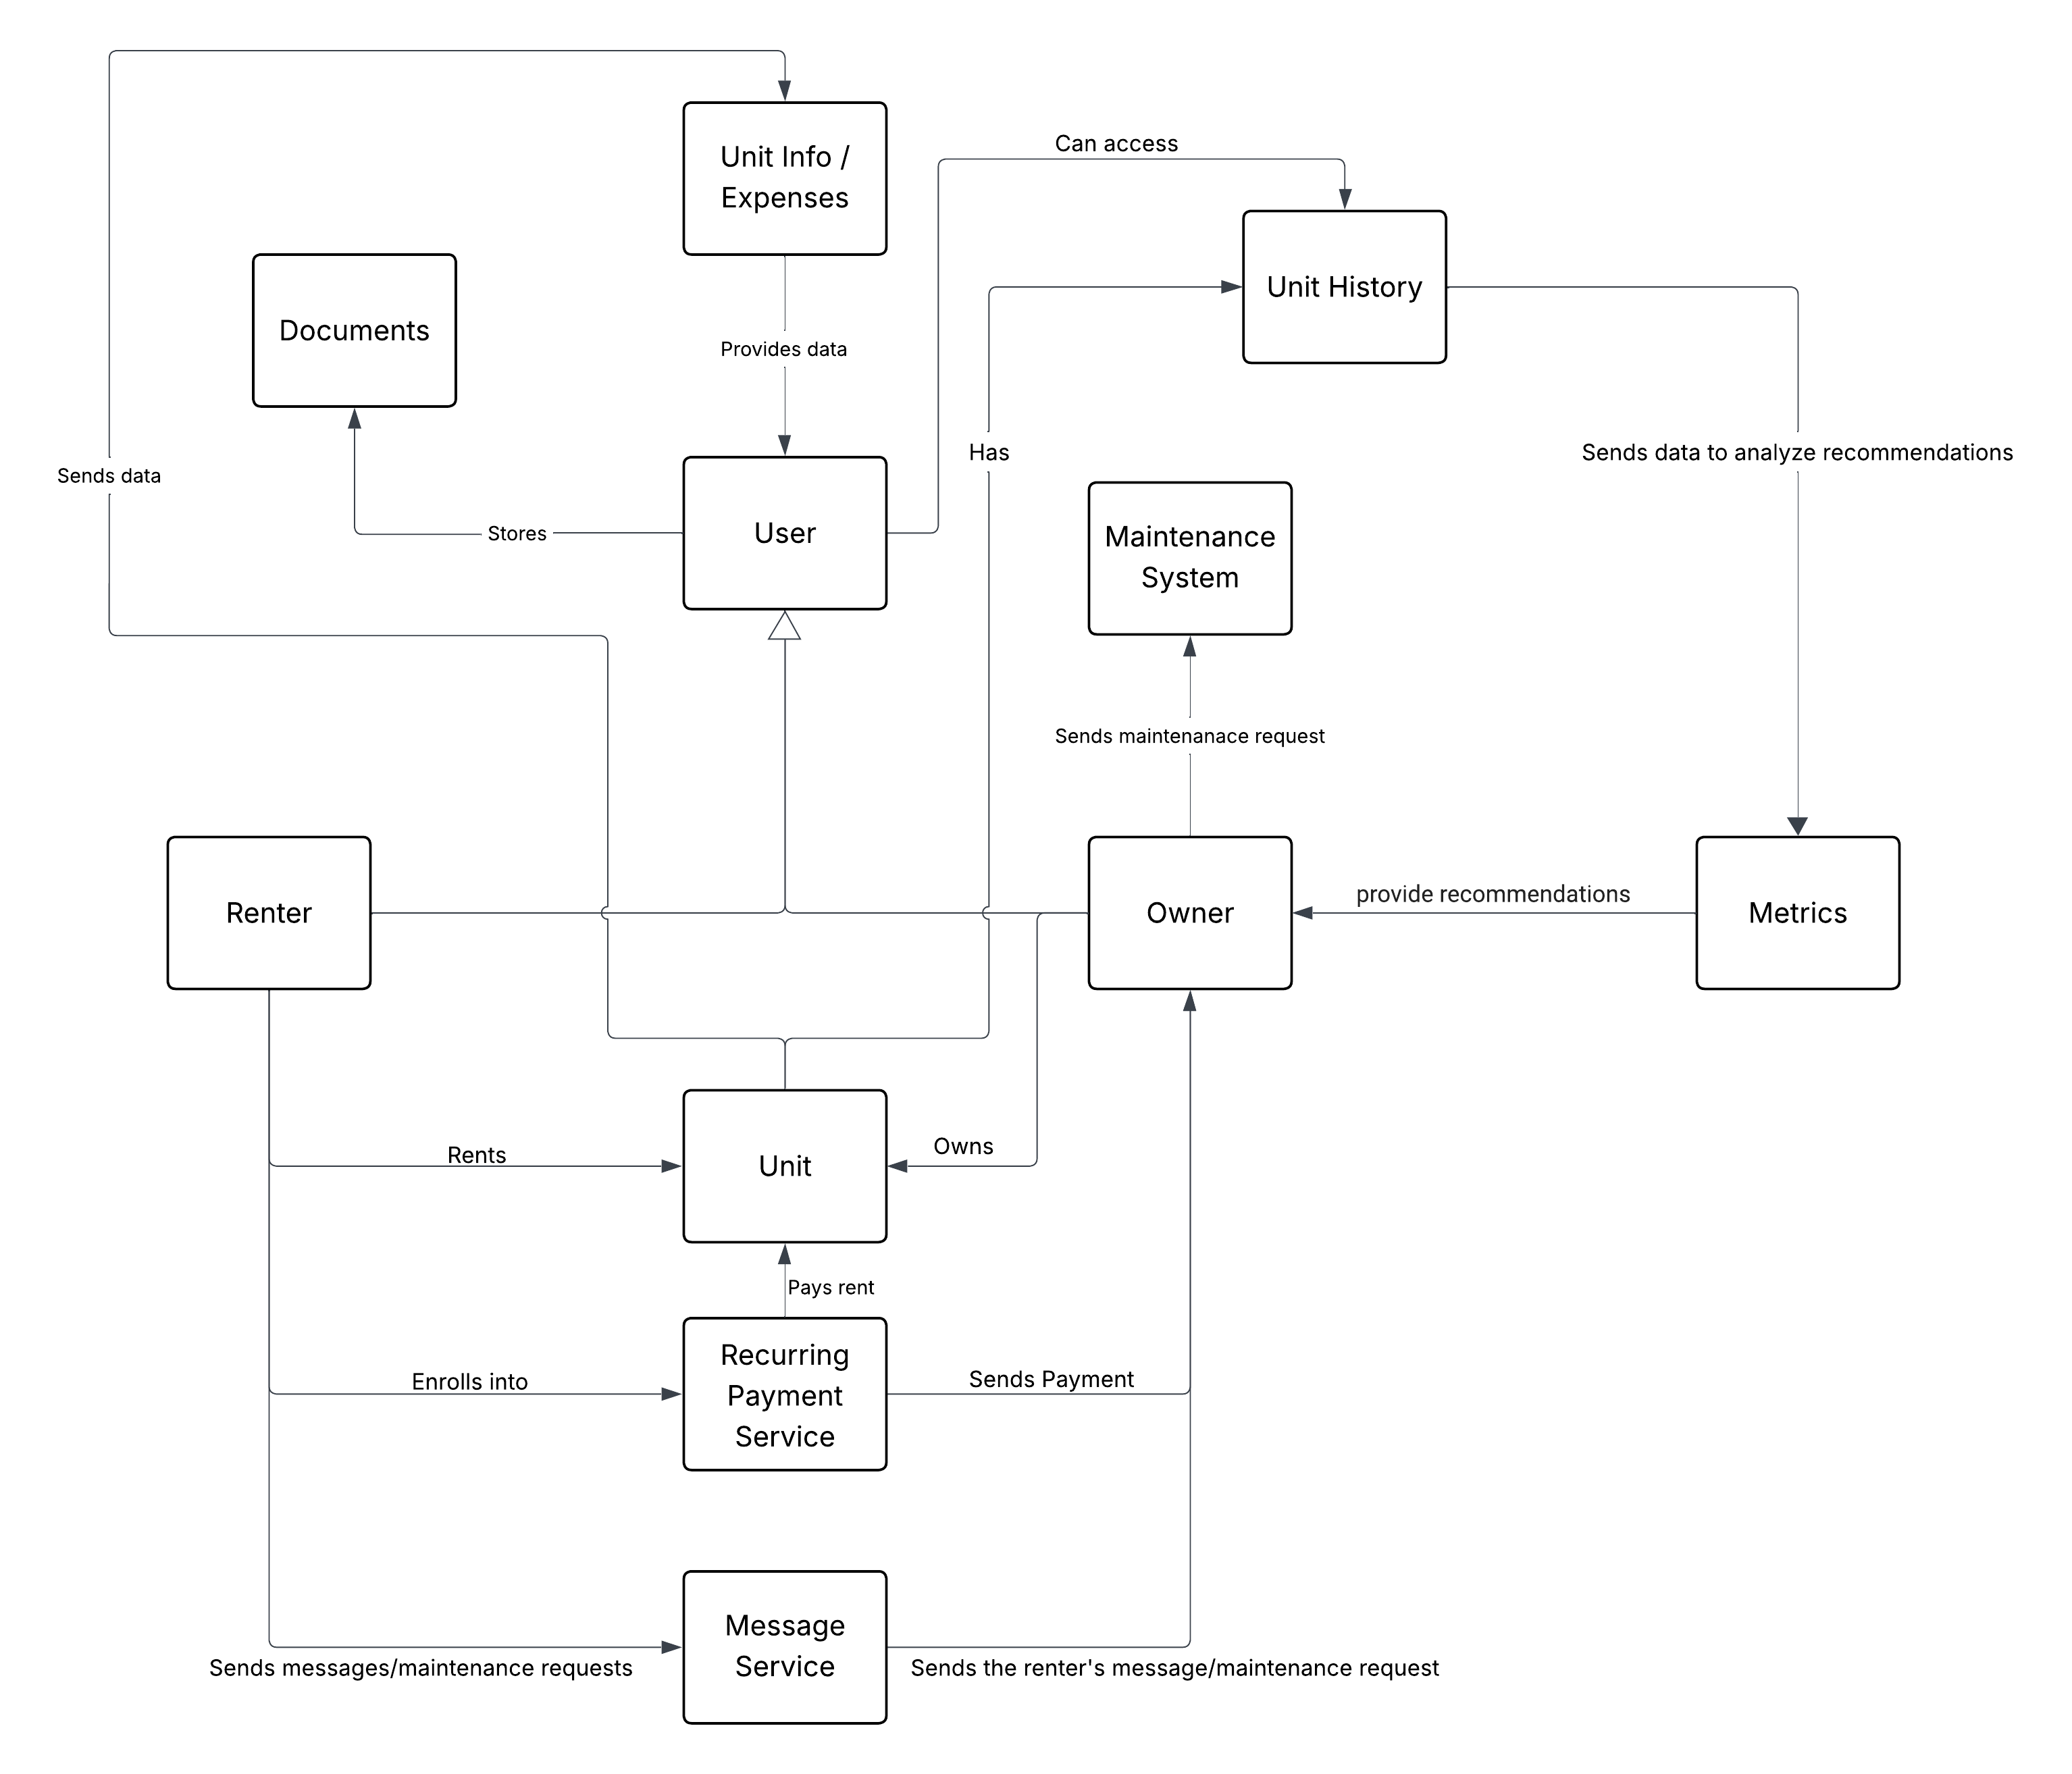 Can access
Unit Info /
Expenses
Unit History
Documents
Provides data
Has
Sends data to analyze recommendations
Sends data
Stores
User
Maintenance
System
Sends maintenanace request
Renter
Owner
provide recommendations
Metrics
Rents
Unit
Owns
Pays rent
Enrolls into
Recurring
Payment
Service
Sends Payment
Message
Service
Sends messages/maintenance requests
Sends the renter's message/maintenance request